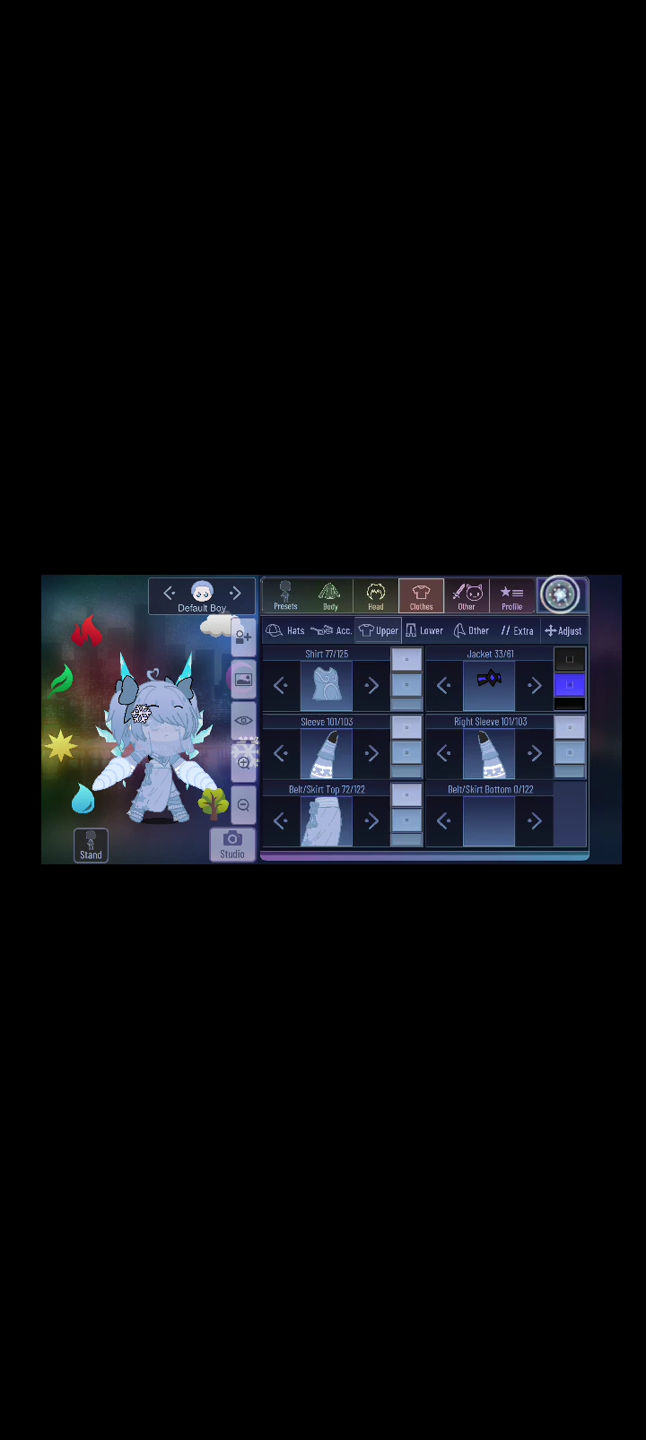 Default Boy
Presets
Body
Head
Clothes
Other
Profile
Hats
Acc.
Upper
Lower
Other
Extra
Adjust
Shirt 77/125
Jacket 33/61
Sleeve 101/103
Right Sleeve 101/103
Belt/Skirt Top 72/122
Belt/Skirt Bottom 0/122
Stand
Studio